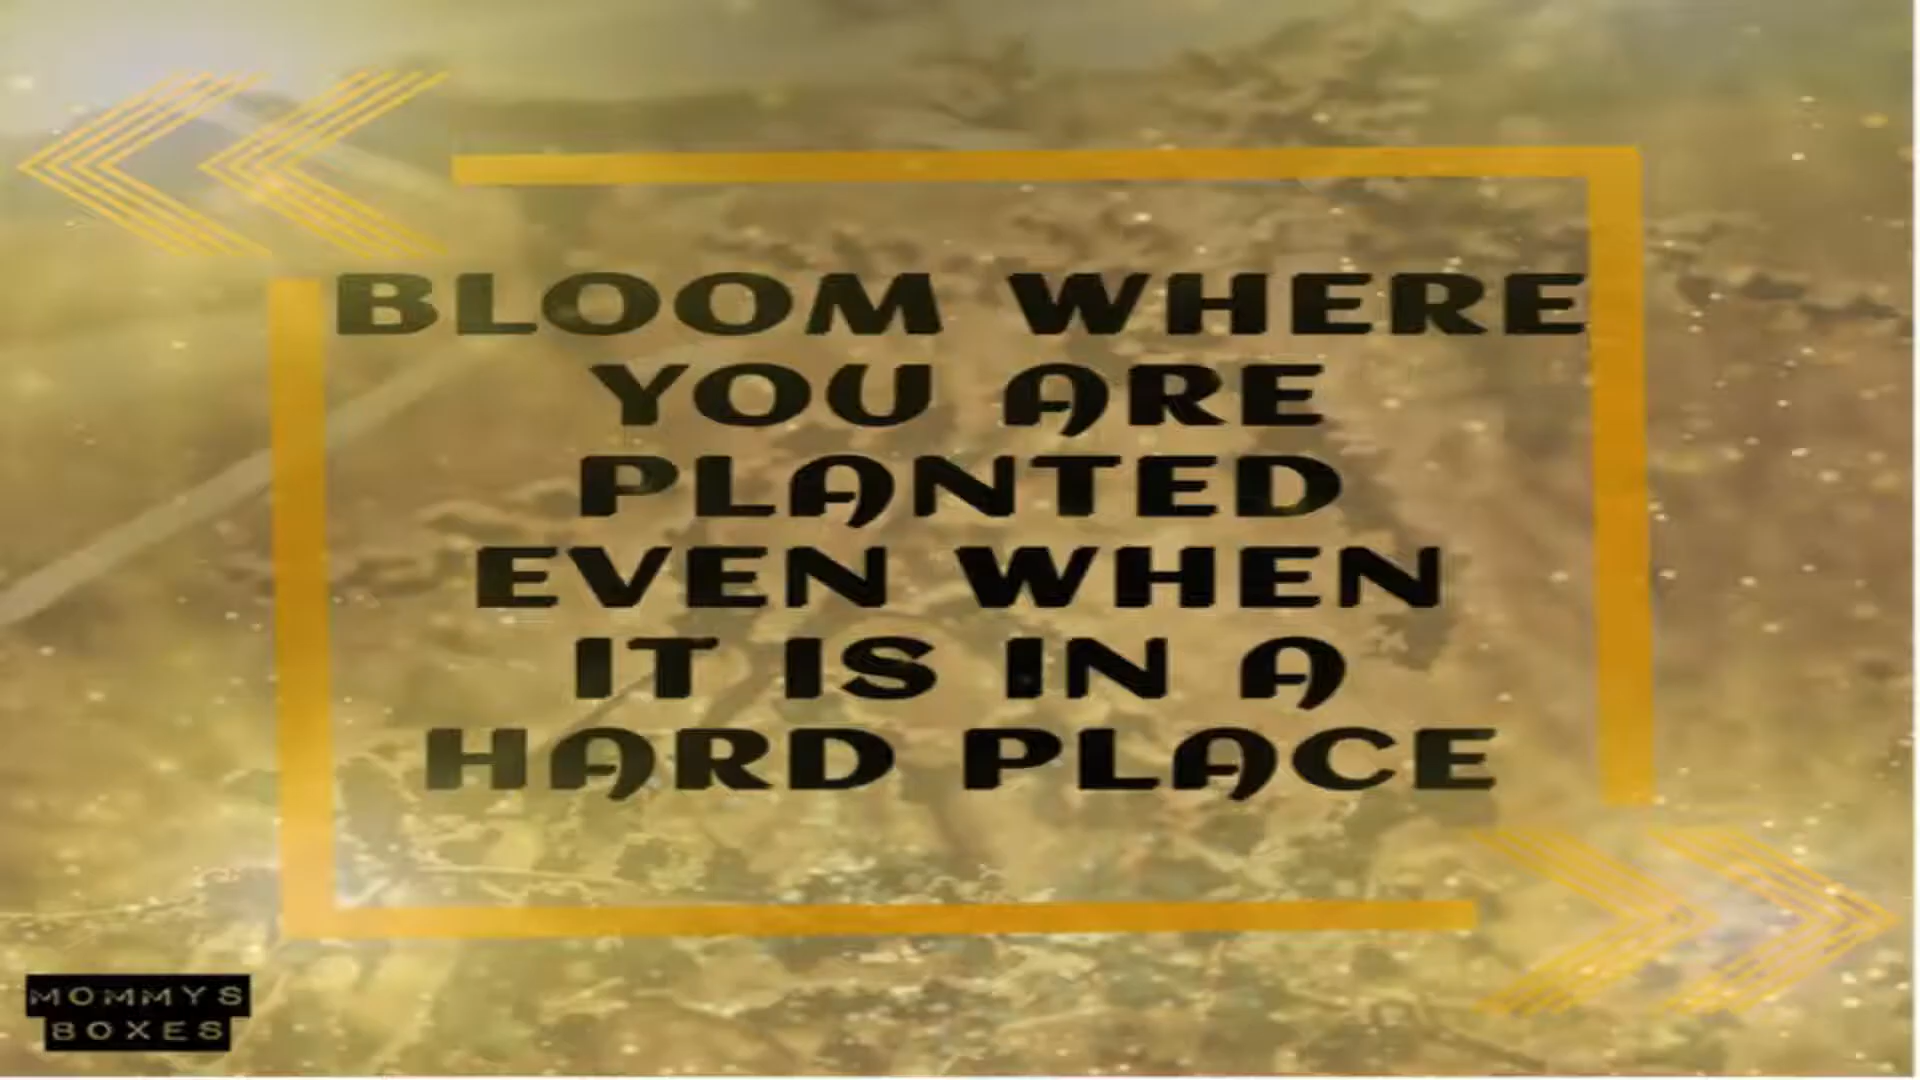 BLOOM WHERE
YOU ARE
PLANTED
EVEN WHEN
IT IS IN A
HARD PLACE
MOMMYS
BOXES